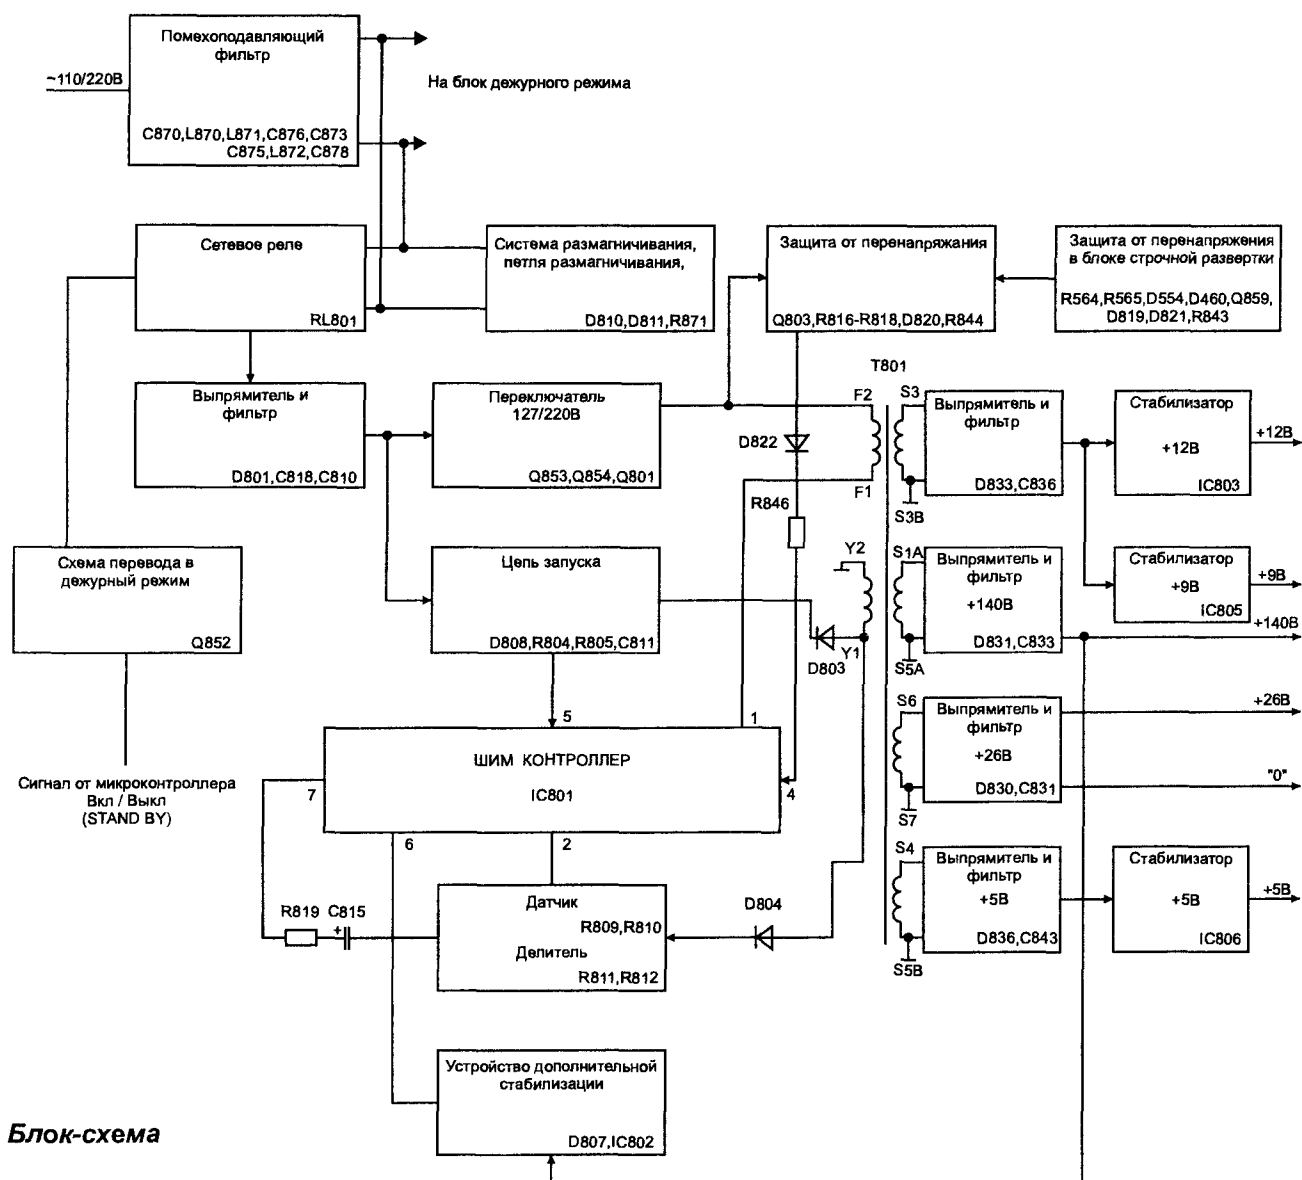 Помехоподавляющий
фильтр
~110/220В
На блок дежурного режима
C870,L870,L871,C876,C873
C875,L872,C878
Сетевое реле
RL801
Система размагничивания,
петля размагничивания,
D810,D811,R871
Защита от перенапряжания
Q803,R816-R818,D820,R844
Защита от перенапряжения
в блоке строчной развертки
R564,R565,D554,D460,Q859,
D819,D821,R843
Выпрямитель и
фильтр
D801,C818,C810
Переключатель
127/220В
Q853,Q854,Q801
T801
F2
F1
D822
R846
S3
S3B
Выпрямитель и
фильтр
D833,C836
Стабилизатор
+12В
IC803
+12В
Схема перевода в
дежурный режим
Q852
Цепь запуска
D808,R804,R805,C811
Y2
Y1
D803
S1A
S5A
Выпрямитель и
фильтр
+140В
D831,C833
Стабилизатор
+9В
IC805
+9В
+140В
S6
S7
Выпрямитель и
фильтр
+26В
D830,C831
+26В
"0"
Сигнал от микроконтроллера
Вкл / Выкл
(STAND BY)
5
1
ШИМ КОНТРОЛЛЕР
IC801
7
4
6
2
S4
S5B
Выпрямитель и
фильтр
+5В
D836,C843
Стабилизатор
+5В
IC806
+5В
R819
C815
+
Датчик
R809,R810
Делитель
R811,R812
D804
Устройство дополнительной
стабилизации
D807,IC802
Блок-схема